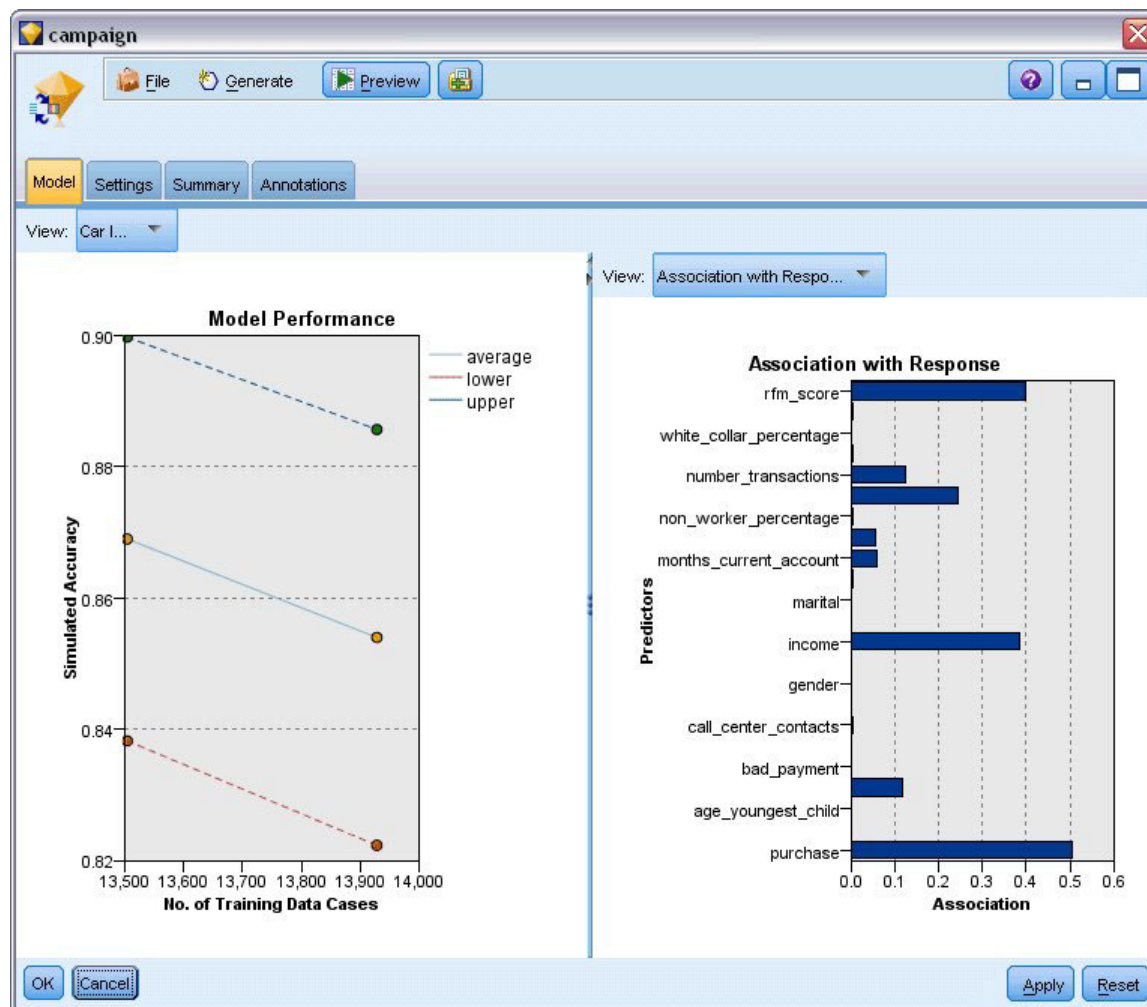 campaign
File Generate Preview
Model Settings Summary Annotations
View: Car l...
Model Performance
0.90
0.88
0.86
0.84
0.82
Simulated Accuracy
13,500 13,600 13,700 13,800 13,900 14,000
No. of Training Data Cases
average
lower
upper
View: Association with Respo...
Association with Response
rfm_score
white_collar_percentage
number_transactions
non_worker_percentage
months_current_account
marital
income
gender
call_center_contacts
bad_payment
age_youngest_child
purchase
Predictors
0.0 0.1 0.2 0.3 0.4 0.5 0.6
Association
OK Cancel Apply Reset